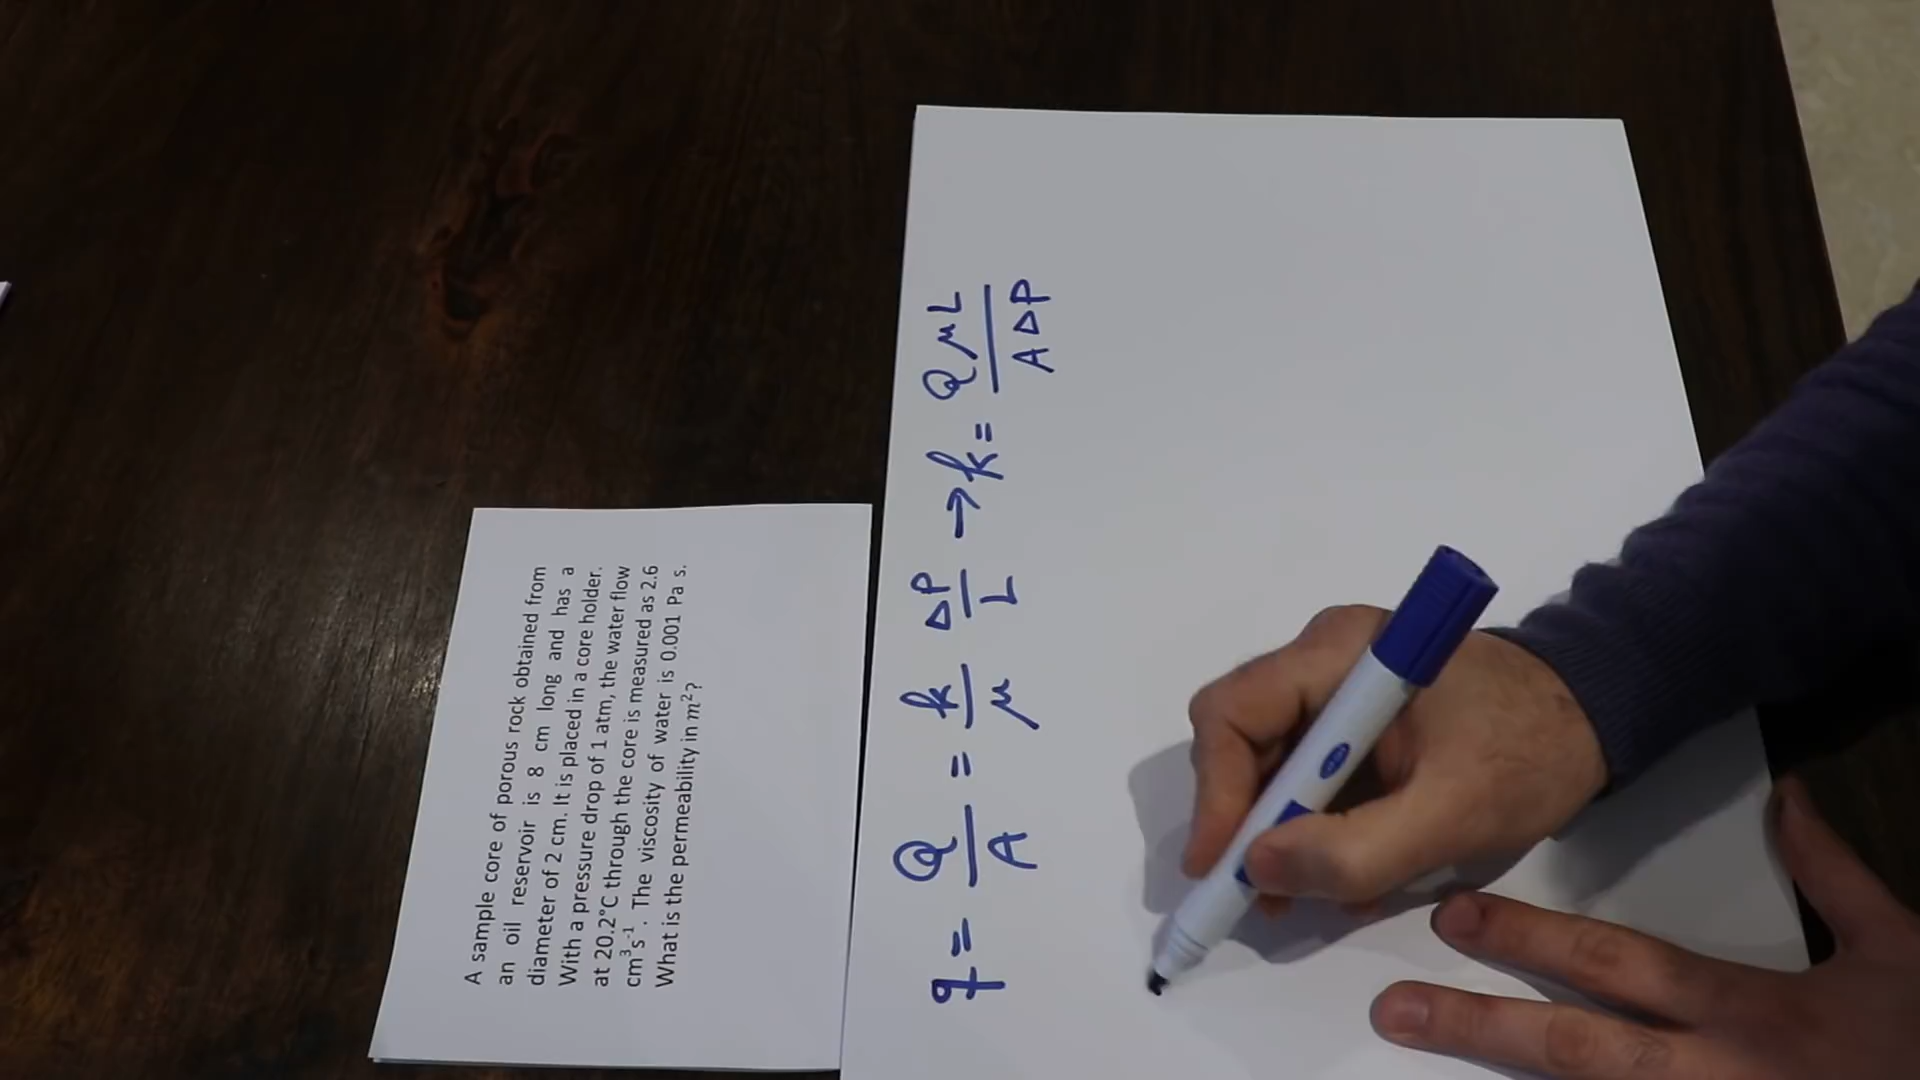 A sample core of porous rock obtained from
an oil reservoir is 8 cm long and has a
diameter of 2 cm. It is placed in a core holder.
With a pressure drop of 1 atm, the water flow
at 20.2°C through the core is measured as 2.6
cm³s⁻¹. The viscosity of water is 0.001 Pa s.
What is the permeability in m²?
q = Q/A = k/μ ΔP/L → k = QμL/AΔP